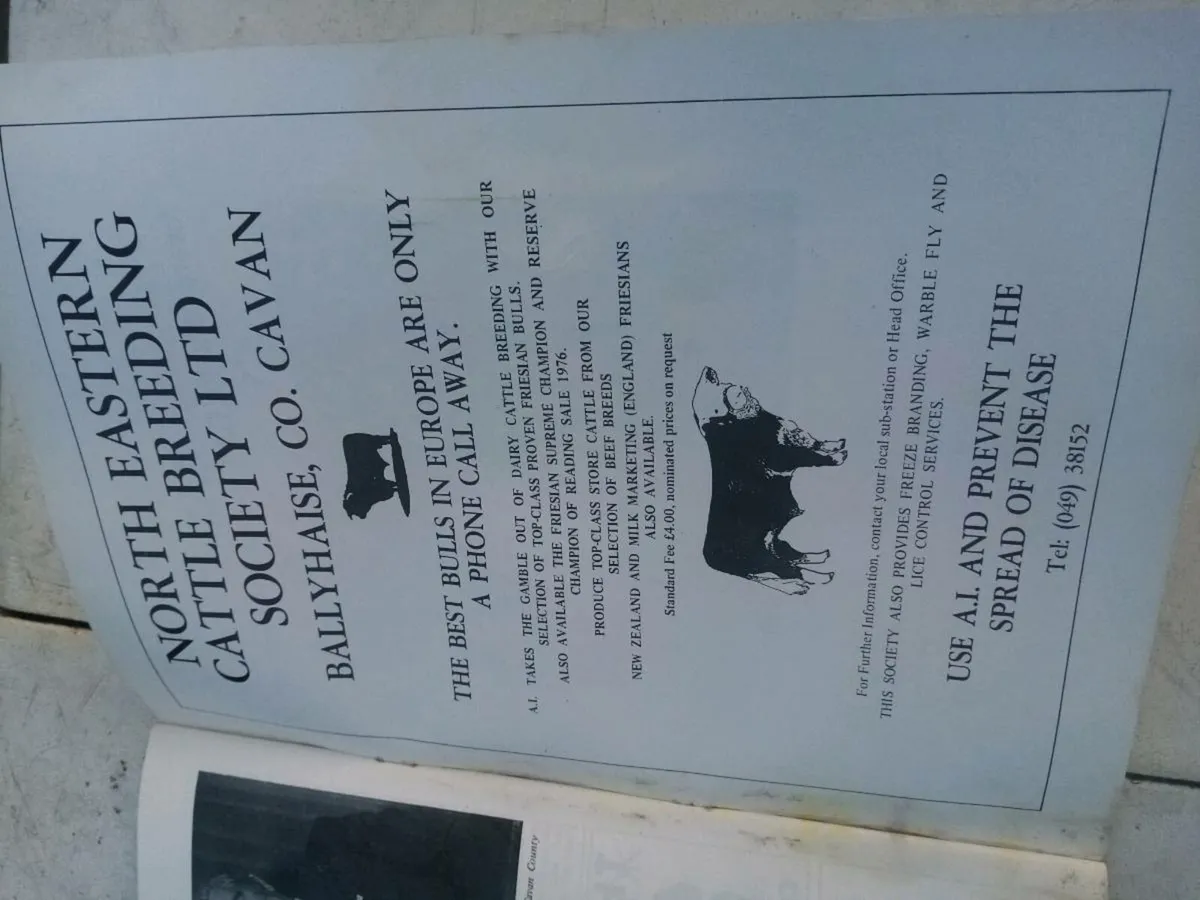 NORTH EASTERN
CATTLE BREEDING
SOCIETY LTD
BALLYHAISE, CO. CAVAN
THE BEST BULLS IN EUROPE ARE ONLY
A PHONE CALL AWAY.
A.I. TAKES THE GAMBLE OUT OF DAIRY CATTLE BREEDING WITH OUR
SELECTION OF TOP-CLASS PROVEN FRIESIAN BULLS.
ALSO AVAILABLE THE FRIESIAN SUPREME CHAMPION AND RESERVE
CHAMPION OF READING SALE 1976.
PRODUCE TOP-CLASS STORE CATTLE FROM OUR
SELECTION OF BEEF BREEDS
NEW ZEALAND AND MILK MARKETING (ENGLAND) FRIESIANS
ALSO AVAILABLE.
Standard Fee £4.00, nominated prices on request
For Further Information, contact your local sub-station or Head Office.
THIS SOCIETY ALSO PROVIDES FREEZE BRANDING, WARBLE FLY AND
LICE CONTROL SERVICES.
USE A.I. AND PREVENT THE
SPREAD OF DISEASE
Tel: (049) 38152
County